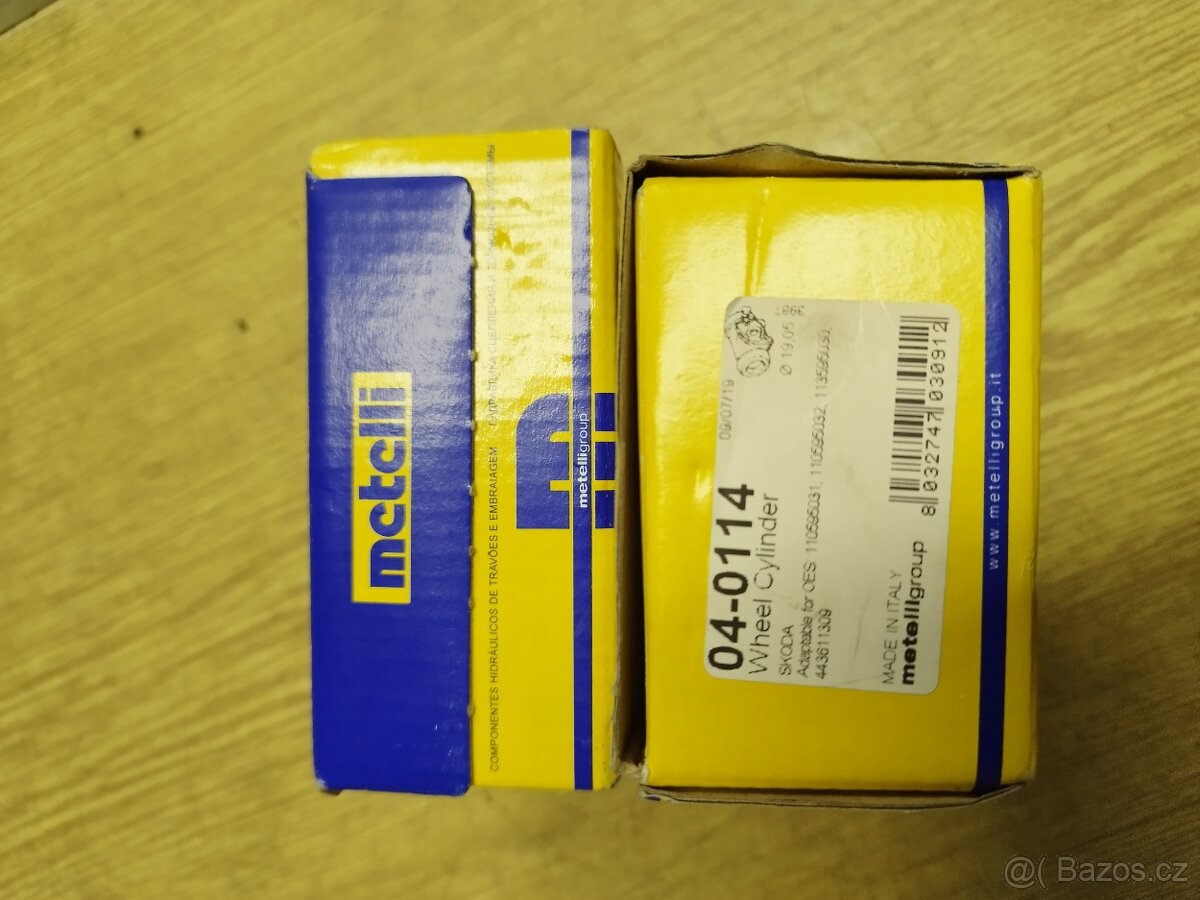 metelli
COMPONENTES HIDRÁULICOS DE TRAVÕES E EMBRAIAGEM
metelligroup
04-0114
09/07/19
Wheel Cylinder
Ø 19.05
3987
SKODA
Adaptable for OES: 110595031, 110595032, 113595030,
443611309
MADE IN ITALY
metelligroup
8 032747 030912
www.metelligroup.it
@( Bazos.cz